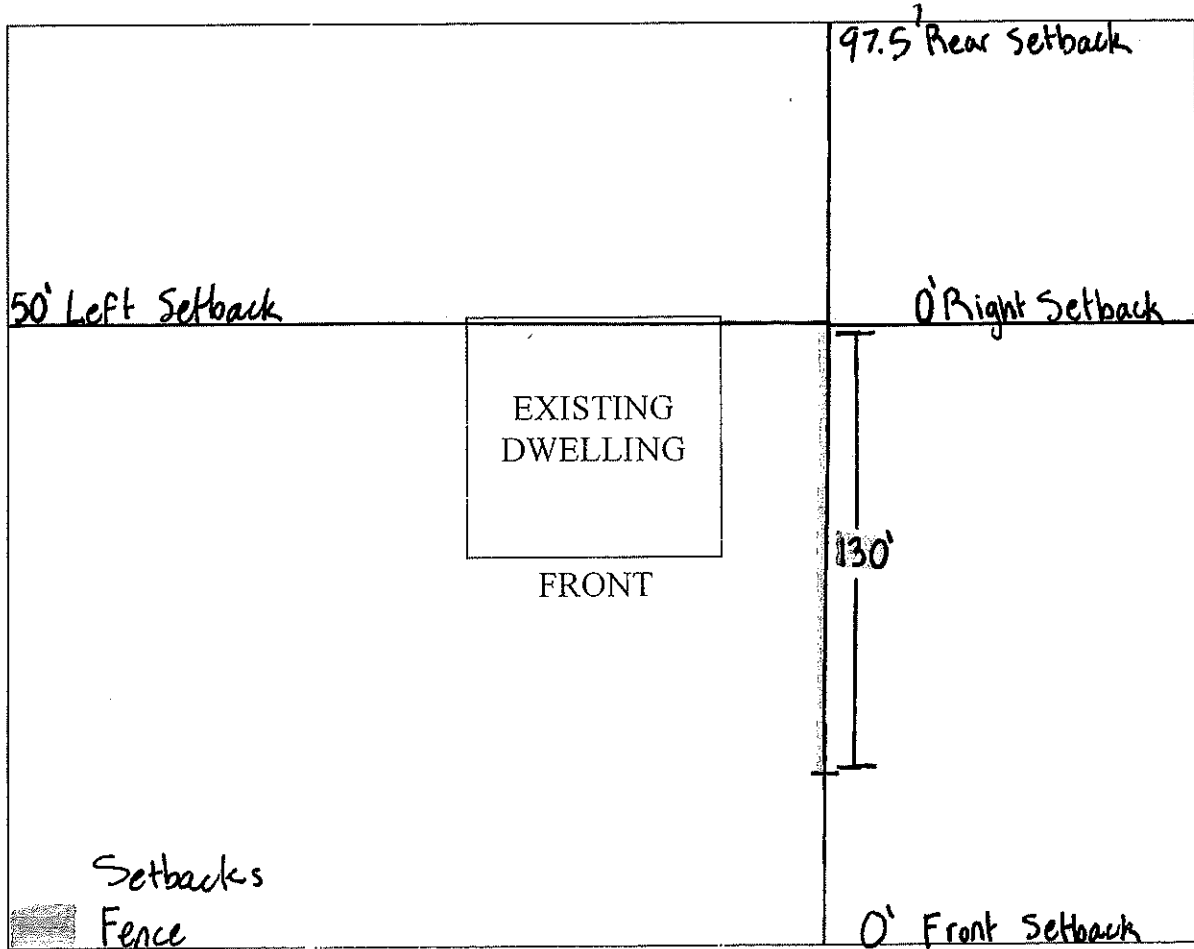 97.5' Rear Setback
50' Left Setback
0' Right Setback
EXISTING
DWELLING
130'
FRONT
Setbacks
Fence
0' Front Setback